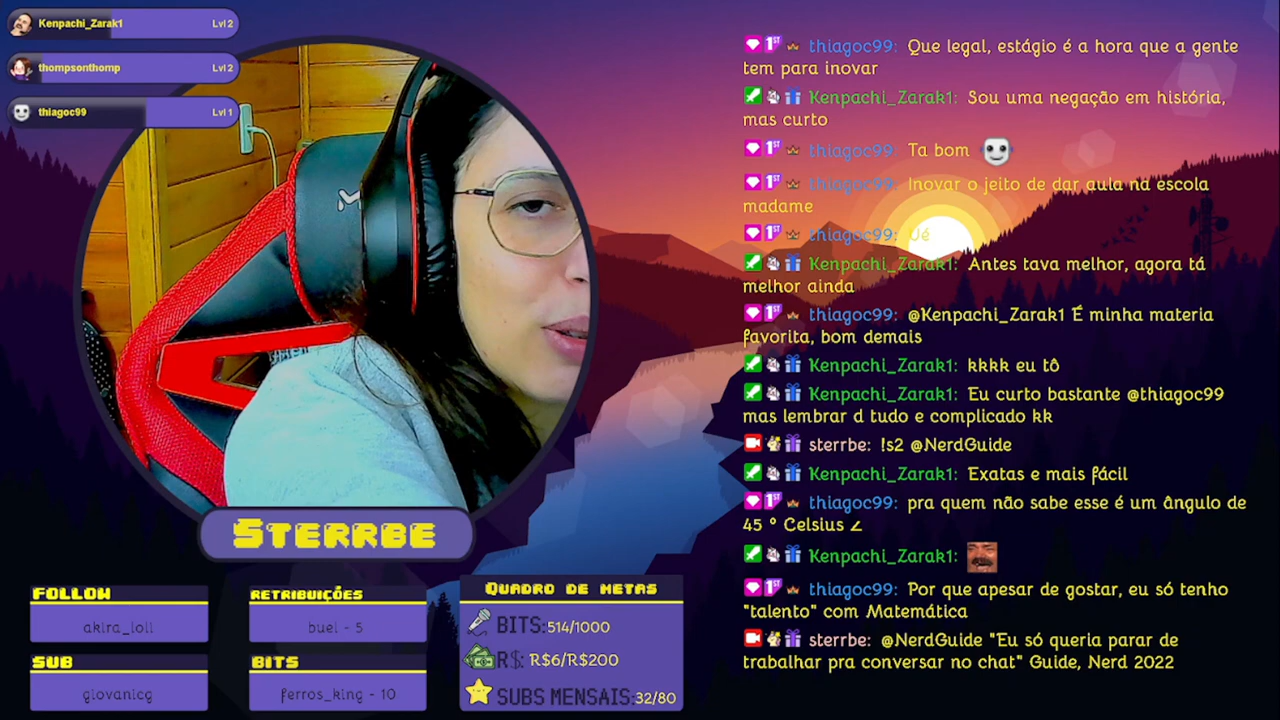 Kenpachi_Zarak1 Lvl 2
thompsonthomp Lvl 2
thiagoc99 Lvl 1
STERRBE
FOLLOW
akira_loli
RETRIBUIÇÕES
buel - 5
SUB
giovanicg
BITS
ferros_king - 10
QUADRO DE METAS
BITS:514/1000
R$: R$6/R$200
SUBS MENSAIS:32/80
1ST thiagoc99: Que legal, estágio é a hora que a gente
tem para inovar
Kenpachi_Zarak1: Sou uma negação em história,
mas curto
1ST thiagoc99: Ta bom
1ST thiagoc99: Inovar o jeito de dar aula na escola
madame
1ST thiagoc99: Ué
Kenpachi_Zarak1: Antes tava melhor, agora tá
melhor ainda
1ST thiagoc99: @Kenpachi_Zarak1 É minha materia
favorita, bom demais
Kenpachi_Zarak1: kkkk eu tô
Kenpachi_Zarak1: Eu curto bastante @thiagoc99
mas lembrar d tudo e complicado kk
sterrbe: !s2 @NerdGuide
Kenpachi_Zarak1: Exatas e mais fácil
1ST thiagoc99: pra quem não sabe esse é um ângulo de
45 ° Celsius ∠
Kenpachi_Zarak1:
1ST thiagoc99: Por que apesar de gostar, eu só tenho
"talento" com Matemática
sterrbe: @NerdGuide "Eu só queria parar de
trabalhar pra conversar no chat" Guide, Nerd 2022